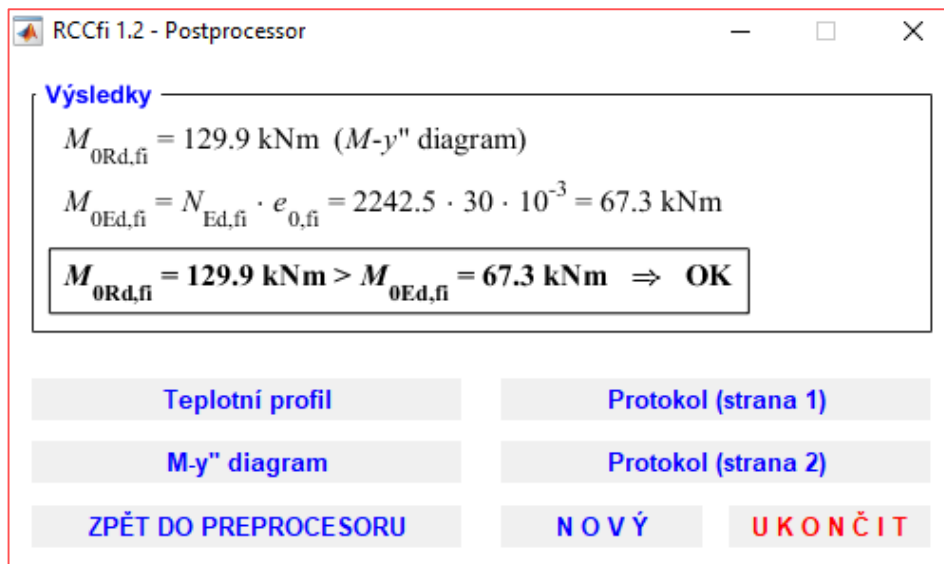 RCCfi 1.2 - Postprocessor
Výsledky
M0Rd,fi = 129.9 kNm (M-y" diagram)
M0Ed,fi = NEd,fi · e0,fi = 2242.5 · 30 · 10-3 = 67.3 kNm
M0Rd,fi = 129.9 kNm > M0Ed,fi = 67.3 kNm ⇒ OK
Teplotní profil
Protokol (strana 1)
M-y" diagram
Protokol (strana 2)
ZPĚT DO PREPROCESORU
N O V Ý
U K O N Č I T